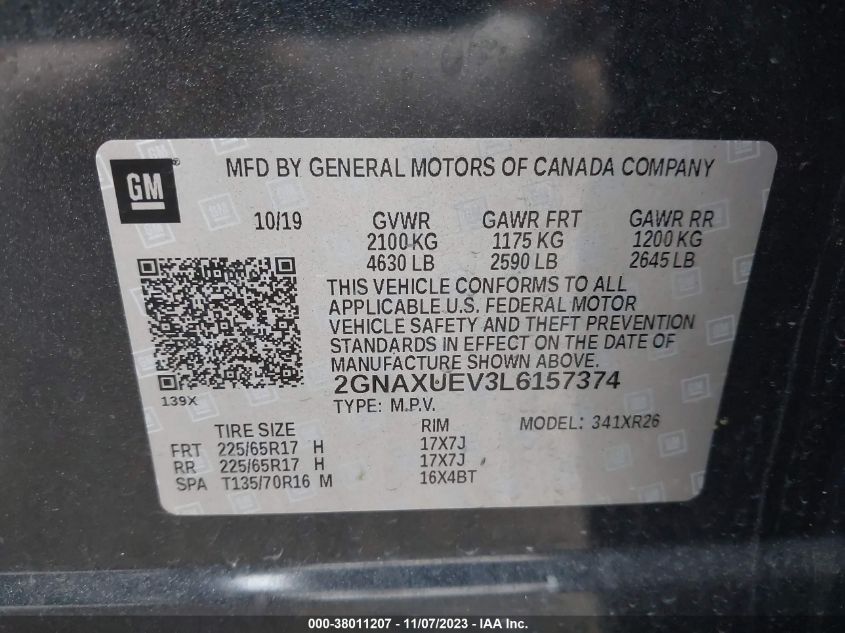 GM
®
MFD BY GENERAL MOTORS OF CANADA COMPANY
10/19 GVWR GAWR FRT GAWR RR
2100 KG 1175 KG 1200 KG
4630 LB 2590 LB 2645 LB
THIS VEHICLE CONFORMS TO ALL
APPLICABLE U.S. FEDERAL MOTOR
VEHICLE SAFETY AND THEFT PREVENTION
STANDARDS IN EFFECT ON THE DATE OF
MANUFACTURE SHOWN ABOVE.
2GNAXUEV3L6157374
139X
TYPE: M.P.V.
MODEL: 341XR26
TIRE SIZE RIM
FRT 225/65R17 H 17X7J
RR 225/65R17 H 17X7J
SPA T135/70R16 M 16X4BT
000-38011207 - 11/07/2023 - IAA Inc.